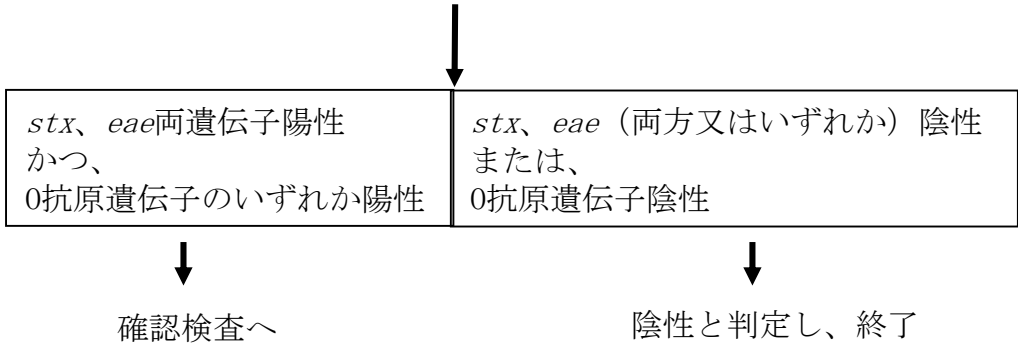 stx、eae両遺伝子陽性
かつ、
O抗原遺伝子のいずれか陽性
stx、eae（両方又はいずれか）陰性
または、
O抗原遺伝子陰性
確認検査へ
陰性と判定し、終了